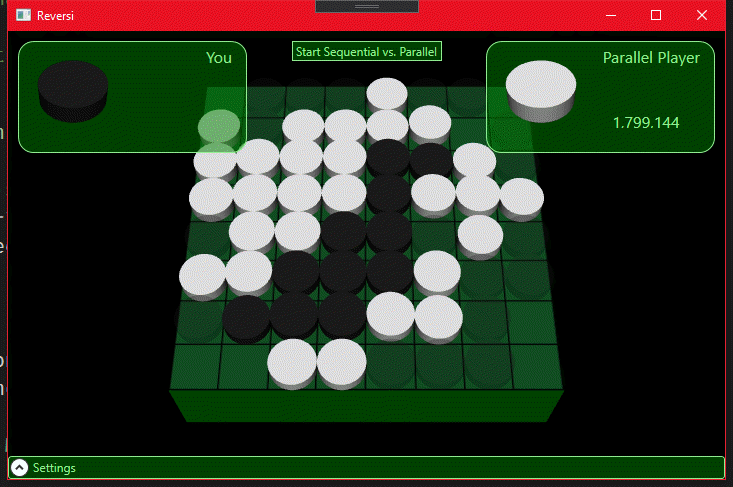 Reversi
You
Start Sequential vs. Parallel
Parallel Player
1.799.144
Settings